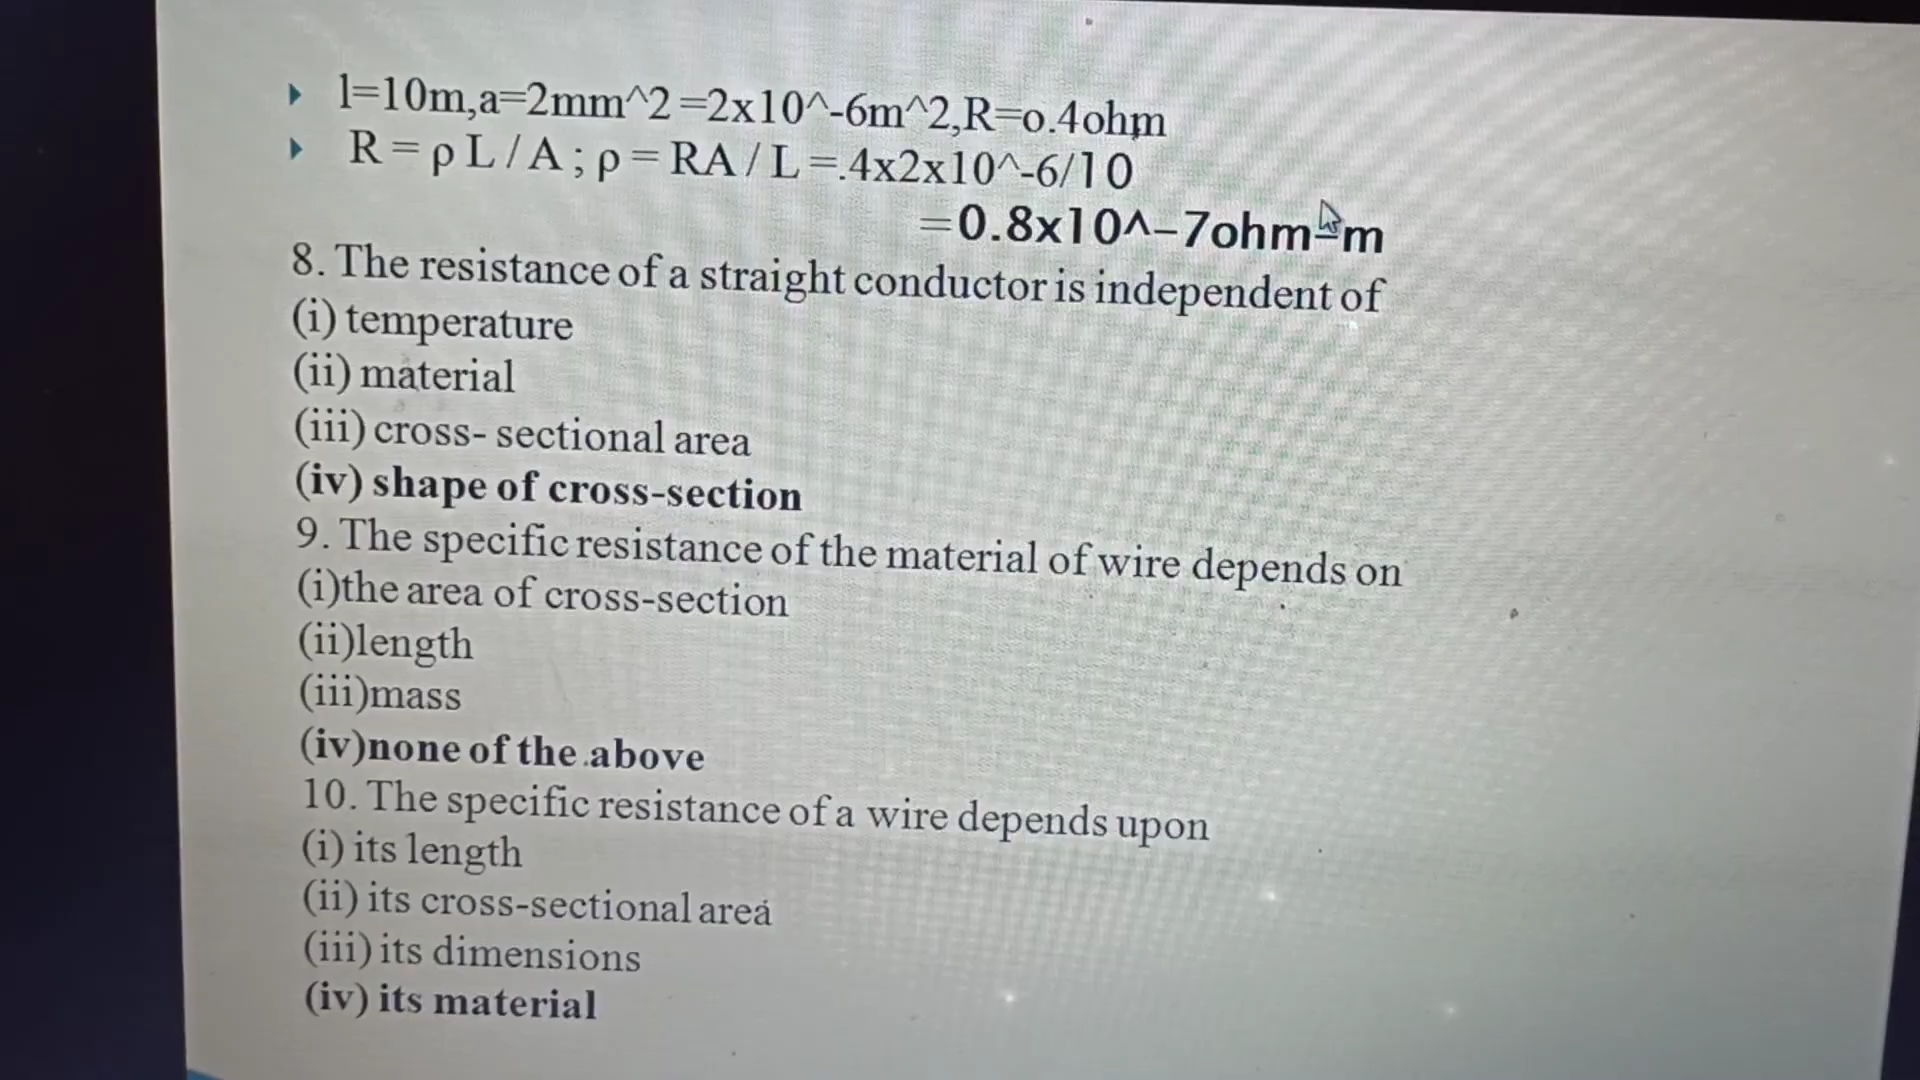 l=10m,a=2mm^2=2x10^-6m^2,R=o.4ohm
R=ρL/A;ρ=RA/L=.4x2x10^-6/10
=0.8x10^-7ohm-m
8. The resistance of a straight conductor is independent of
(i) temperature
(ii) material
(iii) cross- sectional area
(iv) shape of cross-section
9. The specific resistance of the material of wire depends on
(i)the area of cross-section
(ii)length
(iii)mass
(iv)none of the above
10. The specific resistance of a wire depends upon
(i) its length
(ii) its cross-sectional area
(iii) its dimensions
(iv) its material